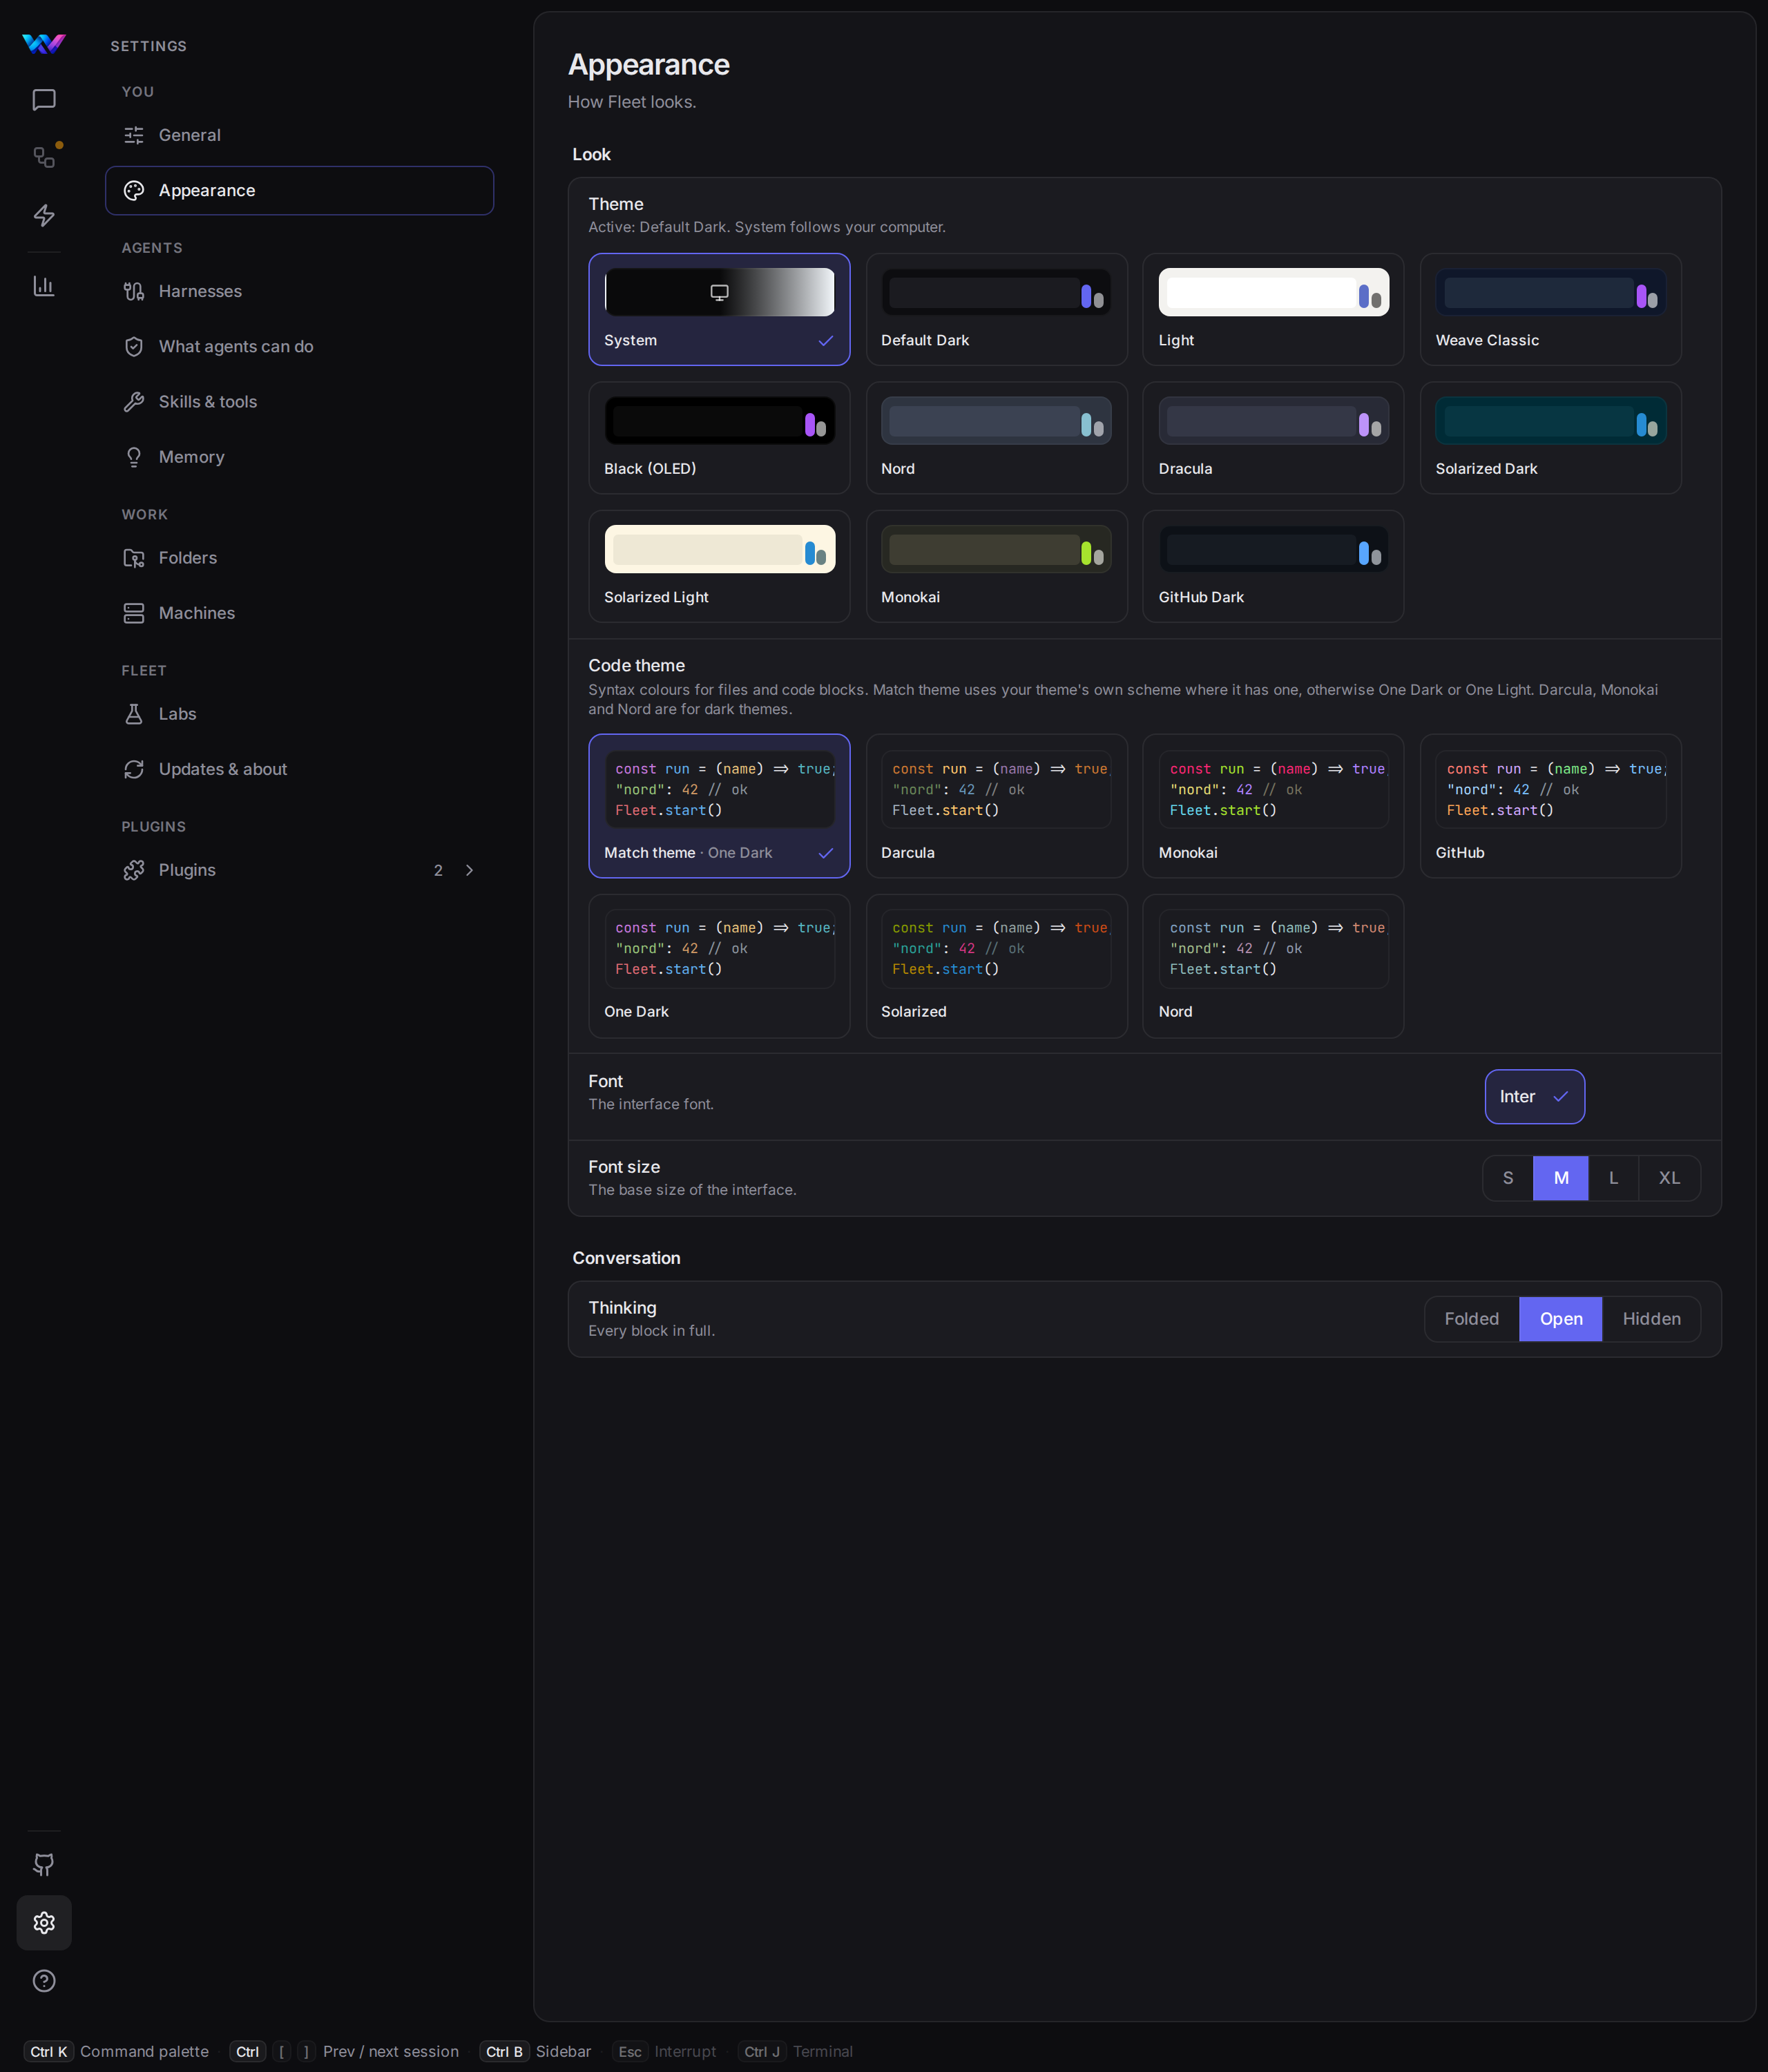 SETTINGS
YOU
General
Appearance
AGENTS
Harnesses
What agents can do
Skills & tools
Memory
WORK
Folders
Machines
FLEET
Labs
Updates & about
PLUGINS
Plugins 2
Appearance
How Fleet looks.
Look
Theme
Active: Default Dark. System follows your computer.
System
Default Dark
Light
Weave Classic
Black (OLED)
Nord
Dracula
Solarized Dark
Solarized Light
Monokai
GitHub Dark
Code theme
Syntax colours for files and code blocks. Match theme uses your theme's own scheme where it has one, otherwise One Dark or One Light. Darcula, Monokai
and Nord are for dark themes.
const run = (name) => true;
"nord": 42 // ok
Fleet.start()
Match theme · One Dark
const run = (name) => true
"nord": 42 // ok
Fleet.start()
Darcula
const run = (name) => true
"nord": 42 // ok
Fleet.start()
Monokai
const run = (name) => true;
"nord": 42 // ok
Fleet.start()
GitHub
const run = (name) => true;
"nord": 42 // ok
Fleet.start()
One Dark
const run = (name) => true
"nord": 42 // ok
Fleet.start()
Solarized
const run = (name) => true
"nord": 42 // ok
Fleet.start()
Nord
Font
The interface font.
Inter
Font size
The base size of the interface.
S M L XL
Conversation
Thinking
Every block in full.
Folded Open Hidden
Ctrl K Command palette · Ctrl [ ] Prev / next session · Ctrl B Sidebar · Esc Interrupt · Ctrl J Terminal